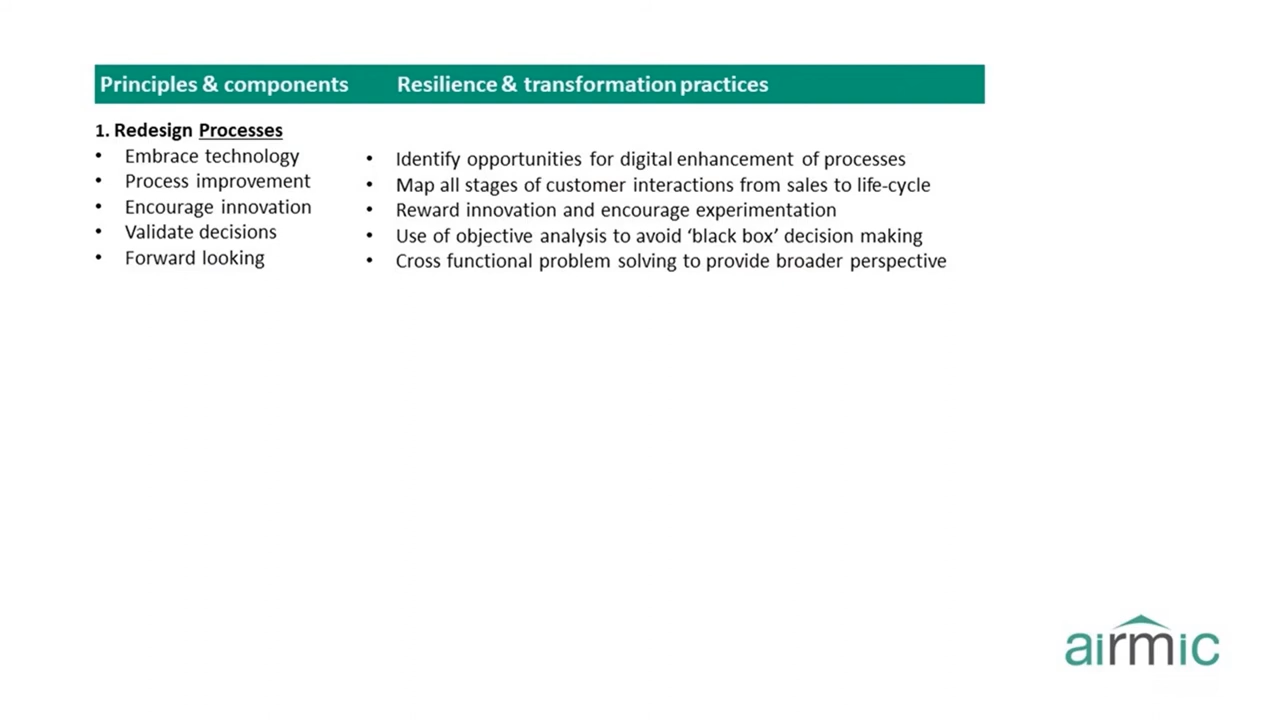 Principles & components Resilience & transformation practices
1. Redesign Processes
• Embrace technology
• Process improvement
• Encourage innovation
• Validate decisions
• Forward looking
• Identify opportunities for digital enhancement of processes
• Map all stages of customer interactions from sales to life-cycle
• Reward innovation and encourage experimentation
• Use of objective analysis to avoid ‘black box’ decision making
• Cross functional problem solving to provide broader perspective
airmic